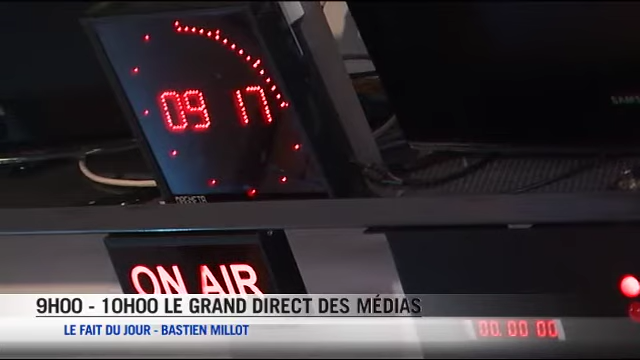 09 17
SAMSUNG
ON AIR
9H00 - 10H00 LE GRAND DIRECT DES MÉDIAS
LE FAIT DU JOUR - BASTIEN MILLOT
00.00 00